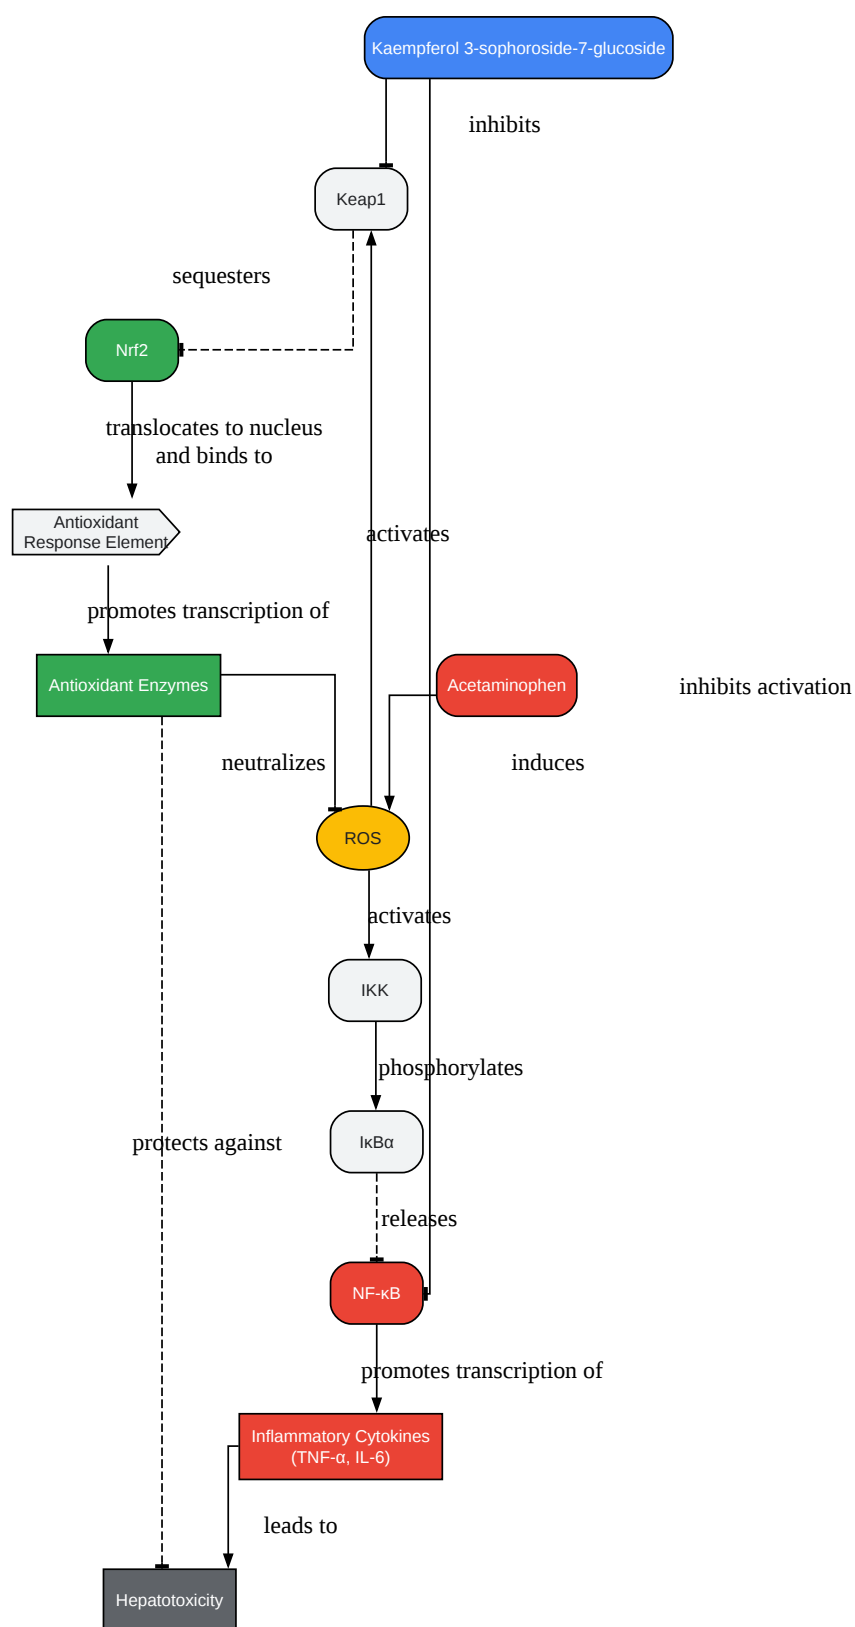 Kaempferol 3-sophoroside-7-glucoside
inhibits
Keap1
sequesters
Nrf2
translocates to nucleus
and binds to
Antioxidant
Response Element
activates
promotes transcription of
Antioxidant Enzymes
Acetaminophen
inhibits activation
neutralizes
induces
ROS
activates
IKK
phosphorylates
IκBα
protects against
releases
NF-κB
promotes transcription of
Inflammatory Cytokines
(TNF-α, IL-6)
leads to
Hepatotoxicity